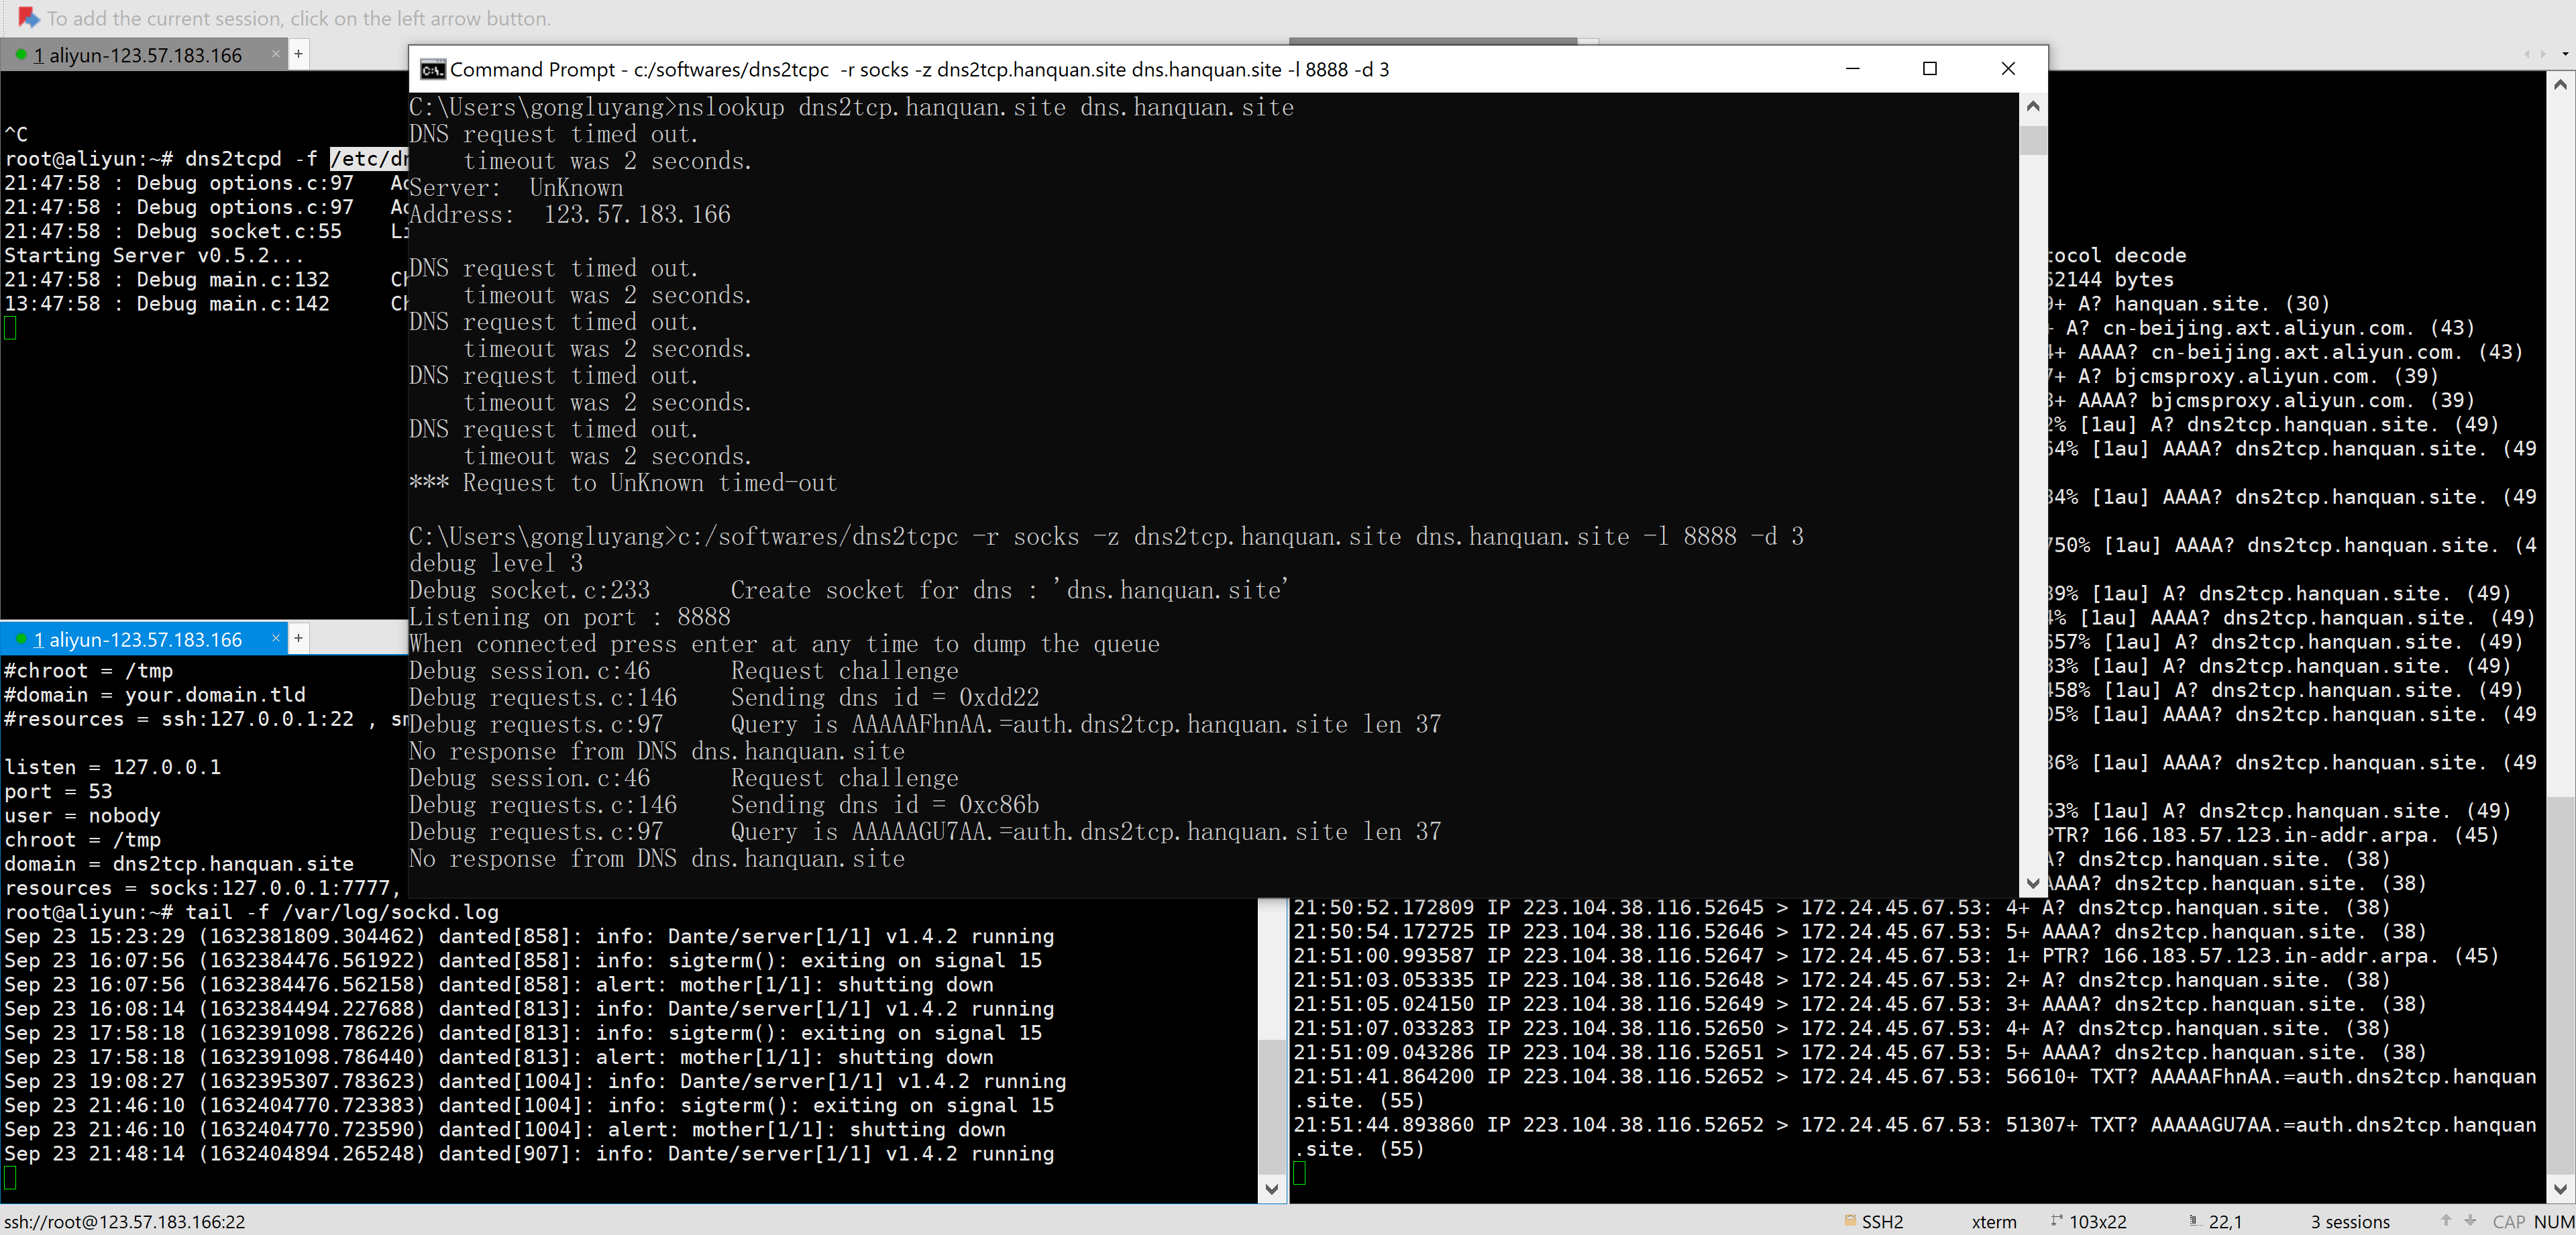 To add the current session, click on the left arrow button.
1 aliyun-123.57.183.166
^C
root@aliyun:~# dns2tcpd -f /etc/dn
21:47:58 : Debug options.c:97 Ad
21:47:58 : Debug options.c:97 Ad
21:47:58 : Debug socket.c:55 Li
Starting Server v0.5.2...
21:47:58 : Debug main.c:132 Ch
13:47:58 : Debug main.c:142 Ch
Command Prompt - c:/softwares/dns2tcpc -r socks -z dns2tcp.hanquan.site dns.hanquan.site -l 8888 -d 3
C:\Users\gongluyang>nslookup dns2tcp.hanquan.site dns.hanquan.site
DNS request timed out.
timeout was 2 seconds.
Server: UnKnown
Address: 123.57.183.166
DNS request timed out.
timeout was 2 seconds.
DNS request timed out.
timeout was 2 seconds.
DNS request timed out.
timeout was 2 seconds.
DNS request timed out.
timeout was 2 seconds.
*** Request to UnKnown timed-out
C:\Users\gongluyang>c:/softwares/dns2tcpc -r socks -z dns2tcp.hanquan.site dns.hanquan.site -l 8888 -d 3
debug level 3
Debug socket.c:233 Create socket for dns : 'dns.hanquan.site'
Listening on port : 8888
When connected press enter at any time to dump the queue
Debug session.c:46 Request challenge
Debug requests.c:146 Sending dns id = 0xdd22
Debug requests.c:97 Query is AAAAAFhnAA.=auth.dns2tcp.hanquan.site len 37
No response from DNS dns.hanquan.site
Debug session.c:46 Request challenge
Debug requests.c:146 Sending dns id = 0xc86b
Debug requests.c:97 Query is AAAAAGU7AA.=auth.dns2tcp.hanquan.site len 37
No response from DNS dns.hanquan.site
1 aliyun-123.57.183.166
#chroot = /tmp
#domain = your.domain.tld
#resources = ssh:127.0.0.1:22 , sm
listen = 127.0.0.1
port = 53
user = nobody
chroot = /tmp
domain = dns2tcp.hanquan.site
resources = socks:127.0.0.1:7777,
root@aliyun:~# tail -f /var/log/sockd.log
Sep 23 15:23:29 (1632381809.304462) danted[858]: info: Dante/server[1/1] v1.4.2 running
Sep 23 16:07:56 (1632384476.561922) danted[858]: info: sigterm(): exiting on signal 15
Sep 23 16:07:56 (1632384476.562158) danted[858]: alert: mother[1/1]: shutting down
Sep 23 16:08:14 (1632384494.227688) danted[813]: info: Dante/server[1/1] v1.4.2 running
Sep 23 17:58:18 (1632391098.786226) danted[813]: info: sigterm(): exiting on signal 15
Sep 23 17:58:18 (1632391098.786440) danted[813]: alert: mother[1/1]: shutting down
Sep 23 19:08:27 (1632395307.783623) danted[1004]: info: Dante/server[1/1] v1.4.2 running
Sep 23 21:46:10 (1632404770.723383) danted[1004]: info: sigterm(): exiting on signal 15
Sep 23 21:46:10 (1632404770.723590) danted[1004]: alert: mother[1/1]: shutting down
Sep 23 21:48:14 (1632404894.265248) danted[907]: info: Dante/server[1/1] v1.4.2 running
tocol decode
62144 bytes
9+ A? hanquan.site. (30)
A? cn-beijing.axt.aliyun.com. (43)
4+ AAAA? cn-beijing.axt.aliyun.com. (43)
7+ A? bjcmsproxy.aliyun.com. (39)
3+ AAAA? bjcmsproxy.aliyun.com. (39)
2% [1au] A? dns2tcp.hanquan.site. (49)
64% [1au] AAAA? dns2tcp.hanquan.site. (49
34% [1au] AAAA? dns2tcp.hanquan.site. (49
750% [1au] AAAA? dns2tcp.hanquan.site. (4
39% [1au] A? dns2tcp.hanquan.site. (49)
4% [1au] AAAA? dns2tcp.hanquan.site. (49)
657% [1au] A? dns2tcp.hanquan.site. (49)
33% [1au] A? dns2tcp.hanquan.site. (49)
458% [1au] A? dns2tcp.hanquan.site. (49)
05% [1au] AAAA? dns2tcp.hanquan.site. (49
36% [1au] AAAA? dns2tcp.hanquan.site. (49
53% [1au] A? dns2tcp.hanquan.site. (49)
PTR? 166.183.57.123.in-addr.arpa. (45)
A? dns2tcp.hanquan.site. (38)
AAAA? dns2tcp.hanquan.site. (38)
21:50:52.172809 IP 223.104.38.116.52645 > 172.24.45.67.53: 4+ A? dns2tcp.hanquan.site. (38)
21:50:54.172725 IP 223.104.38.116.52646 > 172.24.45.67.53: 5+ AAAA? dns2tcp.hanquan.site. (38)
21:51:00.993587 IP 223.104.38.116.52647 > 172.24.45.67.53: 1+ PTR? 166.183.57.123.in-addr.arpa. (45)
21:51:03.053335 IP 223.104.38.116.52648 > 172.24.45.67.53: 2+ A? dns2tcp.hanquan.site. (38)
21:51:05.024150 IP 223.104.38.116.52649 > 172.24.45.67.53: 3+ AAAA? dns2tcp.hanquan.site. (38)
21:51:07.033283 IP 223.104.38.116.52650 > 172.24.45.67.53: 4+ A? dns2tcp.hanquan.site. (38)
21:51:09.043286 IP 223.104.38.116.52651 > 172.24.45.67.53: 5+ AAAA? dns2tcp.hanquan.site. (38)
21:51:41.864200 IP 223.104.38.116.52652 > 172.24.45.67.53: 56610+ TXT? AAAAAFhnAA.=auth.dns2tcp.hanquan
.site. (55)
21:51:44.893860 IP 223.104.38.116.52652 > 172.24.45.67.53: 51307+ TXT? AAAAAGU7AA.=auth.dns2tcp.hanquan
.site. (55)
ssh://root@123.57.183.166:22
SSH2
xterm
103x22
22,1
3 sessions
CAP
NUM